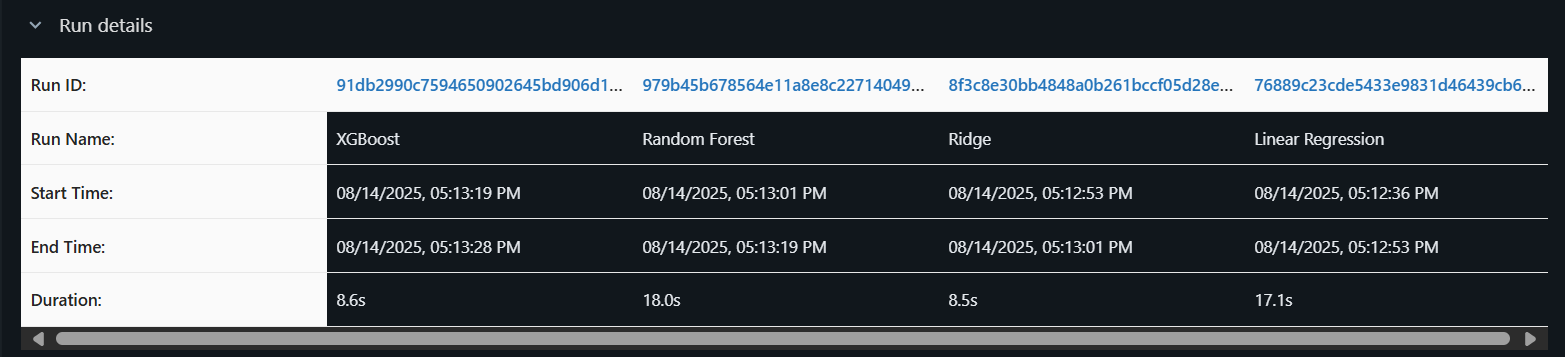 Run details
Run ID: 91db2990c7594650902645bd906d1... 979b45b678564e11a8e8c22714049... 8f3c8e30bb4848a0b261bccf05d28e... 76889c23cde5433e9831d46439cb6...
Run Name: XGBoost Random Forest Ridge Linear Regression
Start Time: 08/14/2025, 05:13:19 PM 08/14/2025, 05:13:01 PM 08/14/2025, 05:12:53 PM 08/14/2025, 05:12:36 PM
End Time: 08/14/2025, 05:13:28 PM 08/14/2025, 05:13:19 PM 08/14/2025, 05:13:01 PM 08/14/2025, 05:12:53 PM
Duration: 8.6s 18.0s 8.5s 17.1s